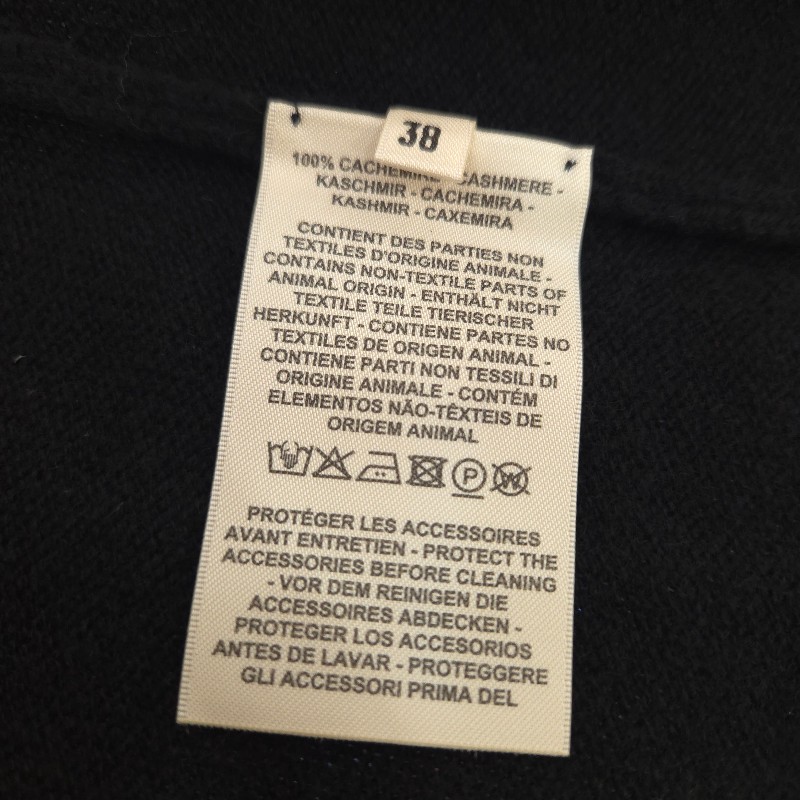 38
100% CACHEMIRE - CASHMERE -
KASCHMIR - CACHEMIRA -
KASHMIR - CAXEMIRA
CONTIENT DES PARTIES NON
TEXTILES D'ORIGINE ANIMALE -
CONTAINS NON-TEXTILE PARTS OF
ANIMAL ORIGIN - ENTHÄLT NICHT
TEXTILE TEILE TIERISCHER
HERKUNFT - CONTIENE PARTES NO
TEXTILES DE ORIGEN ANIMAL -
CONTIENE PARTI NON TESSILI DI
ORIGINE ANIMALE - CONTÉM
ELEMENTOS NÃO-TÊXTEIS DE
ORIGEM ANIMAL
P W
PROTÉGER LES ACCESSOIRES
AVANT ENTRETIEN - PROTECT THE
ACCESSORIES BEFORE CLEANING
- VOR DEM REINIGEN DIE
ACCESSOIRES ABDECKEN -
PROTEGER LOS ACCESORIOS
ANTES DE LAVAR - PROTEGGERE
GLI ACCESSORI PRIMA DEL